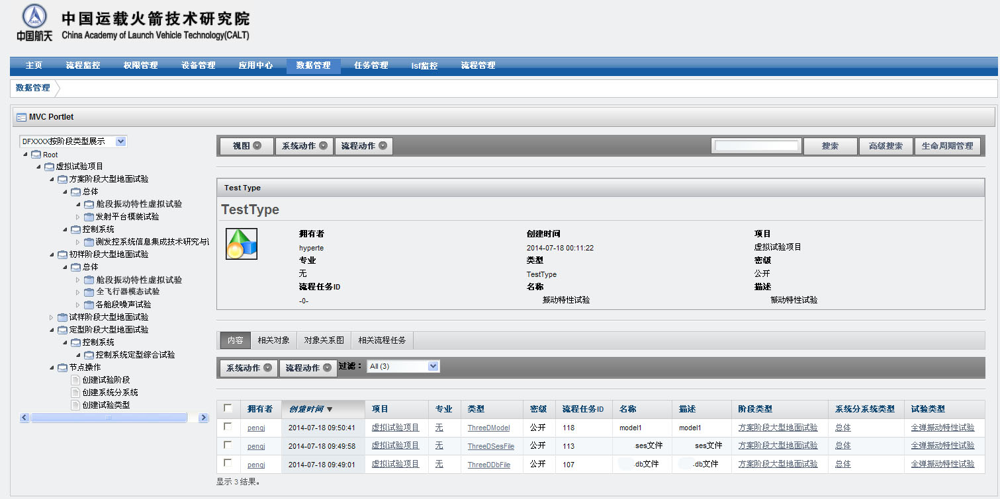 中国航天
中国运载火箭技术研究院
China Academy of Launch Vehicle Technology(CALT)
主页 流程监控 权限管理 设备管理 应用中心 数据管理 任务管理 lsf监控 流程管理
数据管理
MVC Portlet
DFXXXX按阶段类型展示
Root
虚拟试验项目
方案阶段大型地面试验
总体
舱段振动特性虚拟试验
发射平台模装试验
控制系统
测发控系统信息集成技术研究与
初样阶段大型地面试验
总体
舱段振动特性虚拟试验
全飞行器模态试验
各舱段噪声试验
试样阶段大型地面试验
定型阶段大型地面试验
控制系统
控制系统定型综合试验
节点操作
创建试验阶段
创建系统分系统
创建试验类型
视图 系统动作 流程动作 搜索 高级搜索 生命周期管理
Test Type
TestType
拥有者 创建时间 项目
hyperte 2014-07-18 00:11:22 虚拟试验项目
专业 类型 密级
无 TestType 公开
流程任务ID 名称 描述
-0- 振动特性试验 振动特性试验
内容 相关对象 对象关系图 相关流程任务
系统动作 流程动作 过滤： All (3)
拥有者 创建时间 ▼ 项目 专业 类型 密级 流程任务ID 名称 描述 阶段类型 系统分系统类型 试验类型
penqj 2014-07-18 09:50:41 虚拟试验项目 无 ThreeDModel 公开 118 model1 model1 方案阶段大型地面试验 总体 全弹振动特性试验
penqj 2014-07-18 09:49:58 虚拟试验项目 无 ThreeDSesFile 公开 113 .ses文件 .ses文件 方案阶段大型地面试验 总体 全弹振动特性试验
penqj 2014-07-18 09:49:01 虚拟试验项目 无 ThreeDDbFile 公开 107 .db文件 .db文件 方案阶段大型地面试验 总体 全弹振动特性试验
显示 3 结果。